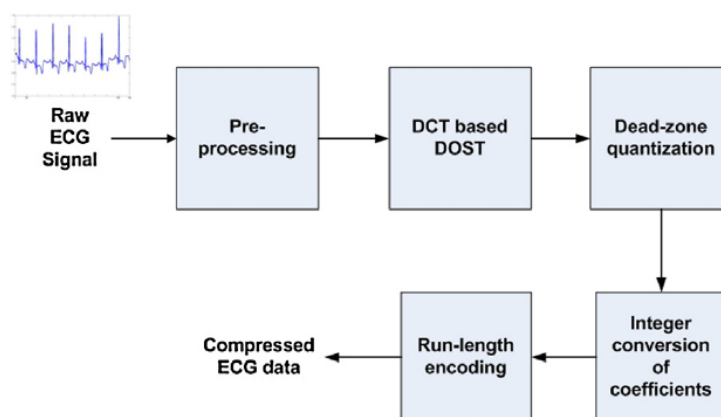 Raw
ECG
Signal
Pre-
processing
DCT based
DOST
Dead-zone
quantization
Integer
conversion
of
coefficients
Run-length
encoding
Compressed
ECG data